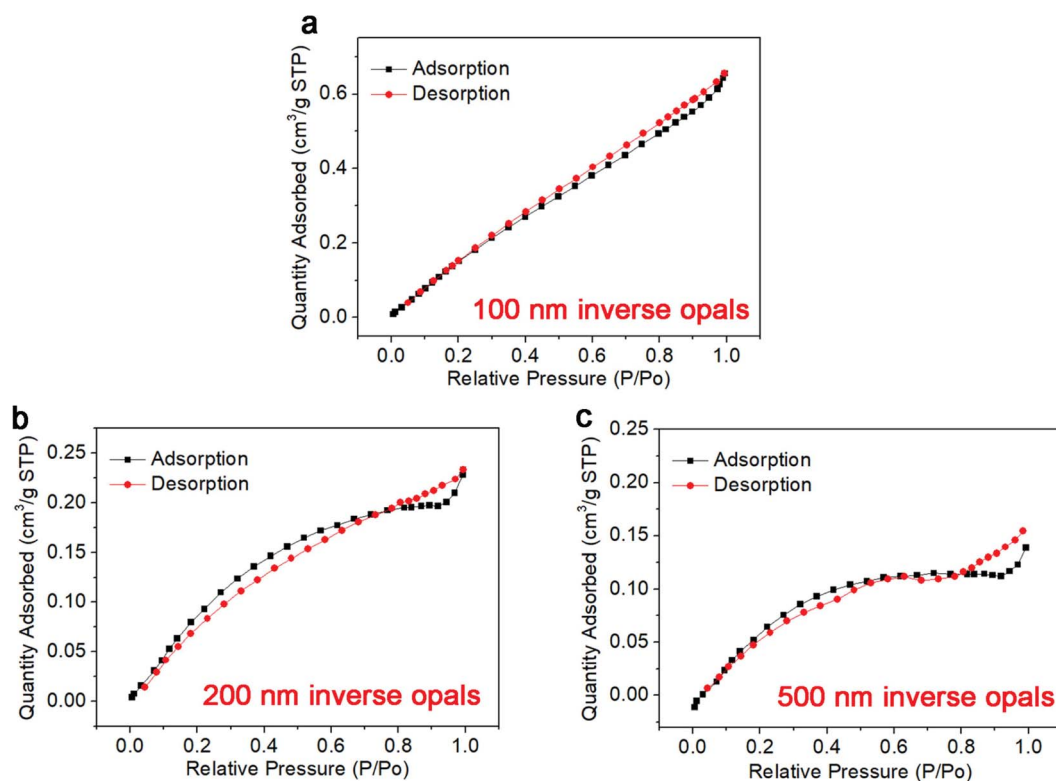 a
Adsorption
Desorption
Quantity Adsorbed (cm³/g STP)
0.6
0.4
0.2
0.0
100 nm inverse opals
0.0 0.2 0.4 0.6 0.8 1.0
Relative Pressure (P/Po)
b
Adsorption
Desorption
Quantity Adsorbed (cm³/g STP)
0.25
0.20
0.15
0.10
0.05
0.00
200 nm inverse opals
0.0 0.2 0.4 0.6 0.8 1.0
Relative Pressure (P/Po)
c
Adsorption
Desorption
Quantity Adsorbed (cm³/g STP)
0.25
0.20
0.15
0.10
0.05
0.00
500 nm inverse opals
0.0 0.2 0.4 0.6 0.8 1.0
Relative Pressure (P/Po)